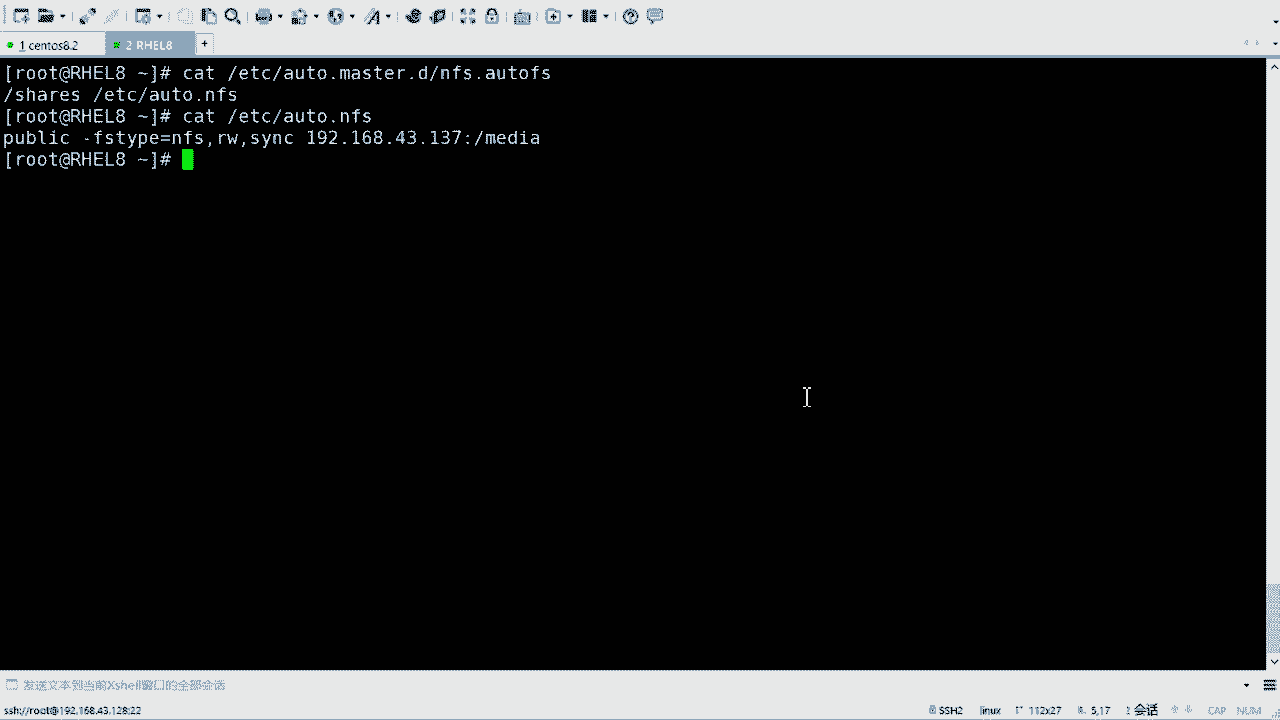 1 centos8.2
2 RHEL8
+
[root@RHEL8 ~]# cat /etc/auto.master.d/nfs.autofs
/shares /etc/auto.nfs
[root@RHEL8 ~]# cat /etc/auto.nfs
public -fstype=nfs,rw,sync 192.168.43.137:/media
[root@RHEL8 ~]#
发送文本到当前Xshell窗口的全部会话
ssh://root@192.168.43.128:22
SSH2
linux
112x27
5,17
1 会话
CAP
NUM